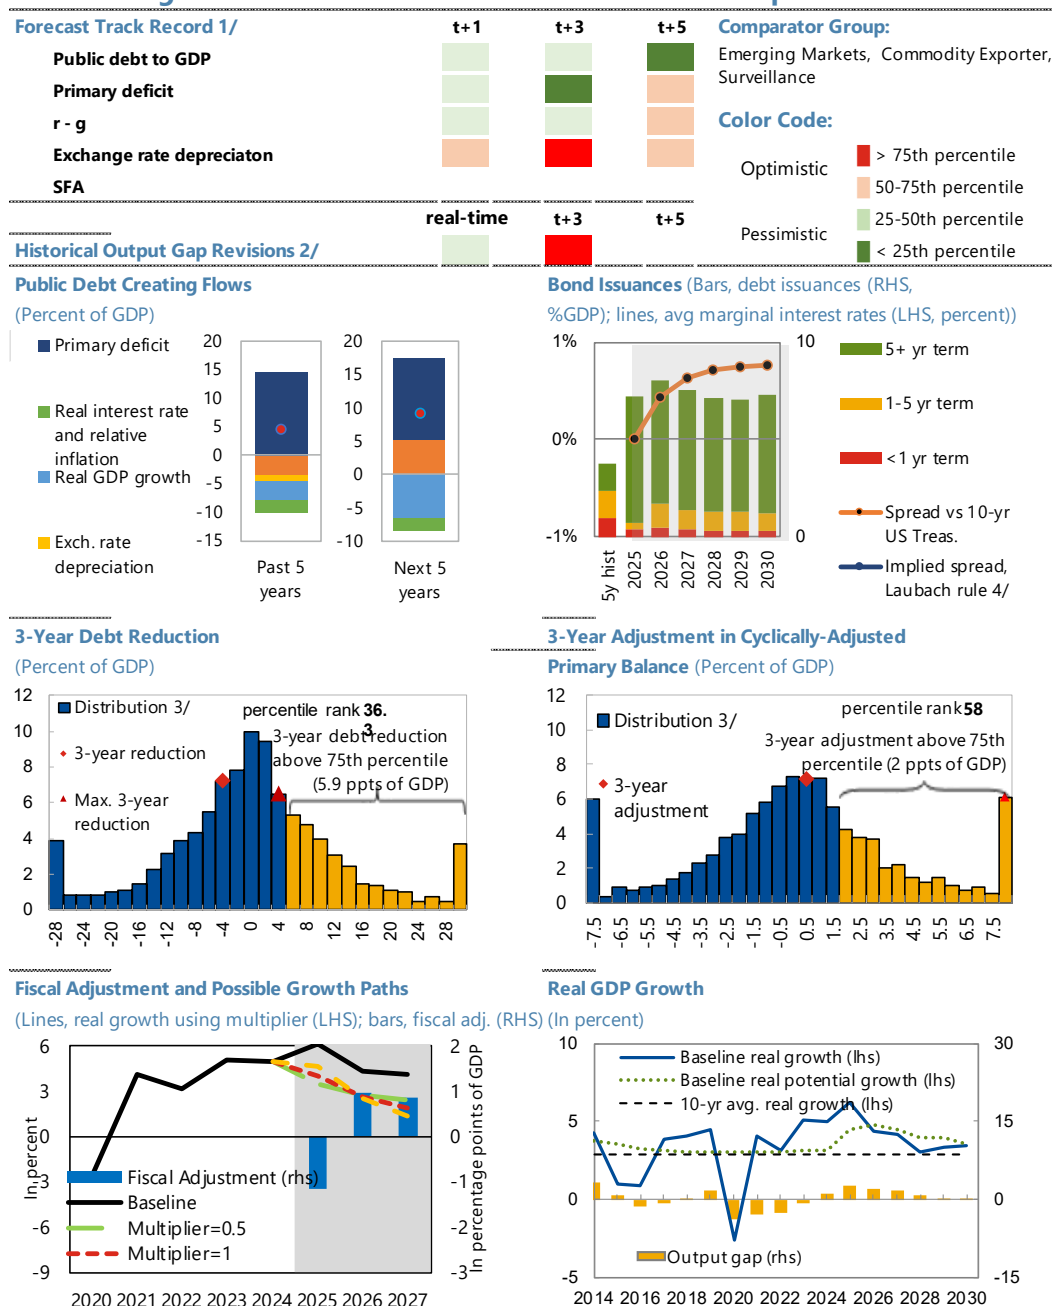 Forecast Track Record 1/ t+1 t+3 t+5 Comparator Group:
Public debt to GDP Emerging Markets, Commodity Exporter,
Surveillance
Primary deficit
r - g Color Code:
Exchange rate depreciaton > 75th percentile
Optimistic
SFA 50-75th percentile
real-time t+3 t+5 25-50th percentile
Pessimistic
Historical Output Gap Revisions 2/ < 25th percentile
Public Debt Creating Flows
(Percent of GDP)
Primary deficit
Real interest rate
and relative
inflation
Real GDP growth
Exch. rate
depreciation
20
15
10
5
0
-5
-10
-15
Past 5
years
20
15
10
5
0
-5
-10
Next 5
years
Bond Issuances (Bars, debt issuances (RHS,
%GDP); lines, avg marginal interest rates (LHS, percent))
1%
0%
-1%
10
0
5y hist 2025 2026 2027 2028 2029 2030
5+ yr term
1-5 yr term
<1 yr term
Spread vs 10-yr
US Treas.
Implied spread,
Laubach rule 4/
3-Year Debt Reduction
(Percent of GDP)
12
10
8
6
4
2
0
Distribution 3/
3-year reduction
Max. 3-year
reduction
percentile rank 36.
3
3-year debt reduction
above 75th percentile
(5.9 ppts of GDP)
-28 -24 -20 -16 -12 -8 -4 0 4 8 12 16 20 24 28
3-Year Adjustment in Cyclically-Adjusted
Primary Balance (Percent of GDP)
12
10
8
6
4
2
0
Distribution 3/
3-year
adjustment
percentile rank 58
3-year adjustment above 75th
percentile (2 ppts of GDP)
-7.5 -6.5 -5.5 -4.5 -3.5 -2.5 -1.5 -0.5 0.5 1.5 2.5 3.5 4.5 5.5 6.5 7.5
Fiscal Adjustment and Possible Growth Paths
(Lines, real growth using multiplier (LHS); bars, fiscal adj. (RHS)
6
3
0
-3
-6
-9
In percent
2
1
0
-1
-2
-3
In percentage points of GDP
Fiscal Adjustment (rhs)
Baseline
Multiplier=0.5
Multiplier=1
2020 2021 2022 2023 2024 2025 2026 2027
Real GDP Growth
(In percent)
10
5
0
-5
30
15
0
-15
Baseline real growth (lhs)
Baseline real potential growth (lhs)
10-yr avg. real growth (lhs)
Output gap (rhs)
2014 2016 2018 2020 2022 2024 2026 2028 2030